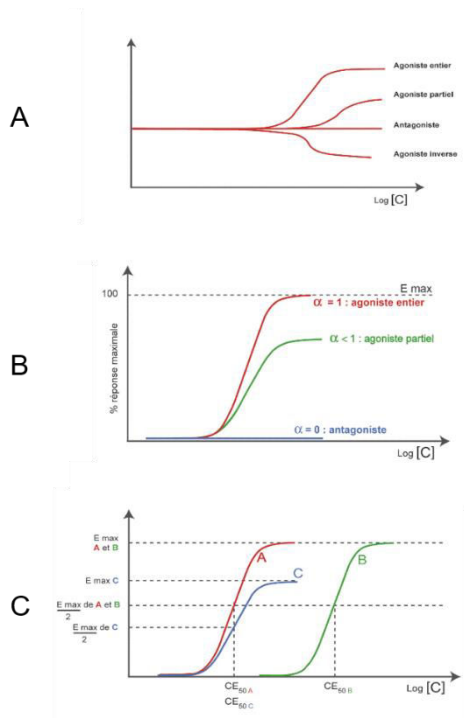 A
Agoniste entier
Agoniste partiel
Antagoniste
Agoniste inverse
Log [C]
B
100
E max
α = 1 : agoniste entier
α < 1 : agoniste partiel
% réponse maximale
α = 0 : antagoniste
Log [C]
C
E max
A et B
A
B
E max C
C
E max
2
de A et B
E max
2
de C
CE50 A
CE50 B
CE50 C
Log [C]